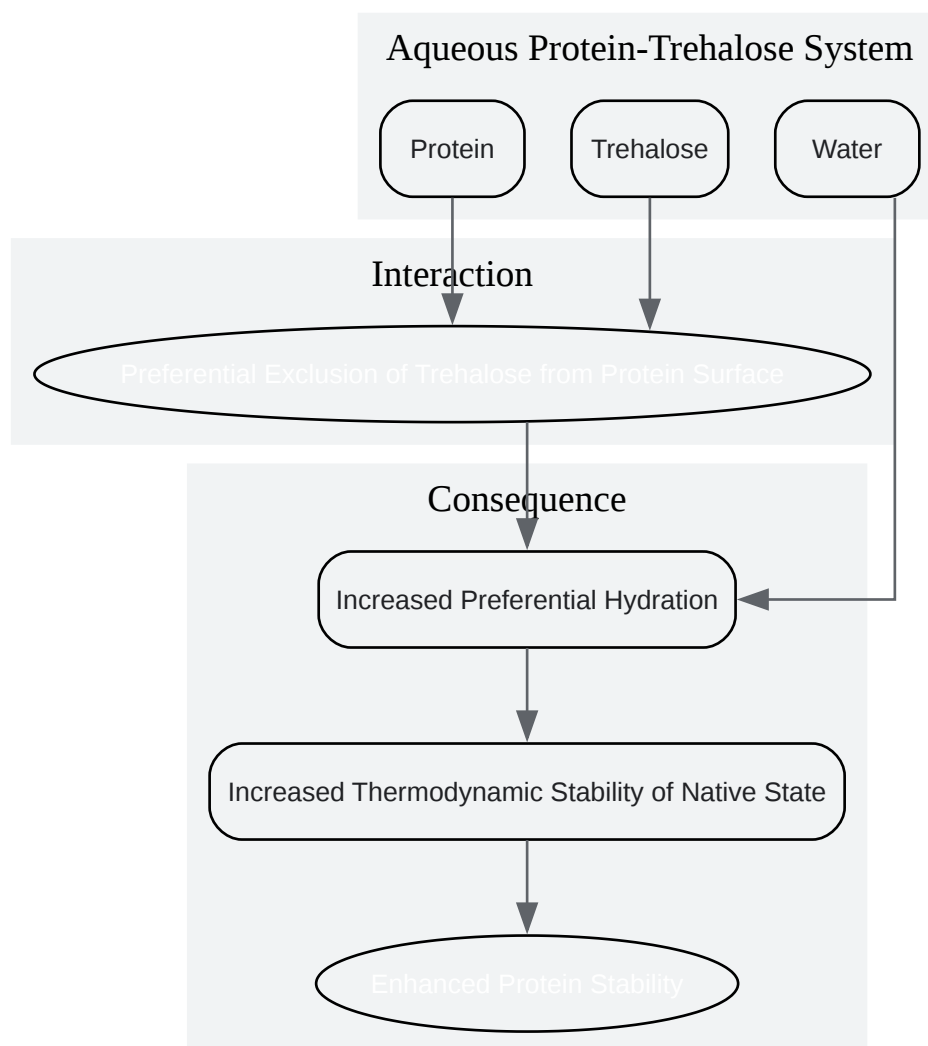 Aqueous Protein-Trehalose System
Protein
Trehalose
Water
Interaction
Preferential Exclusion of Trehalose from Protein Surface
Consequence
Increased Preferential Hydration
Increased Thermodynamic Stability of Native State
Enhanced Protein Stability